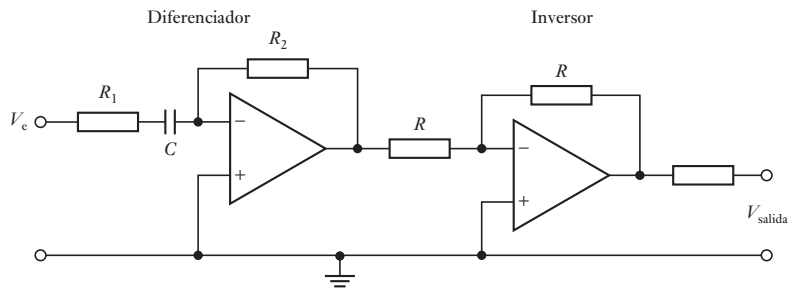 Diferenciador
Inversor
R2
R
R1
Ve
C
−
+
R
−
+
Vsalida